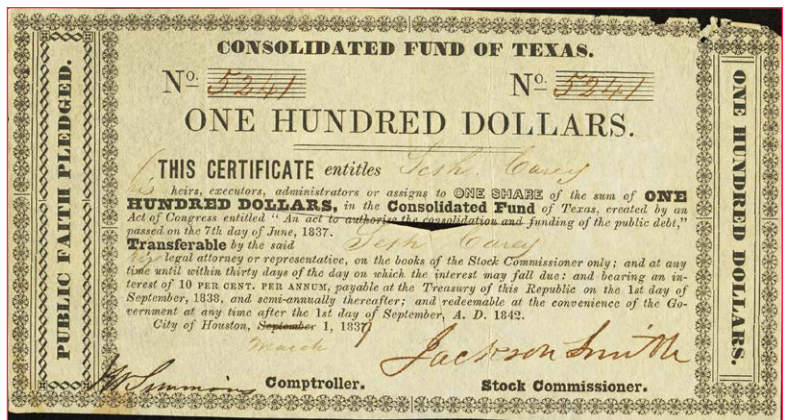 CONSOLIDATED FUND OF TEXAS.
No. 5241 No. 5241
ONE HUNDRED DOLLARS.
THIS CERTIFICATE entitles Tesh. Carey
his heirs, executors, administrators or assigns to ONE SHARE of the sum of ONE
HUNDRED DOLLARS, in the Consolidated Fund of Texas, created by an
Act of Congress entitled "An act to authorise the consolidation and funding of the public debt,"
passed on the 7th day of June, 1837.
Transferable by the said Tesh Carey
his legal attorney or representative, on the books of the Stock Commissioner only; and at any
time until within thirty days of the day on which the interest may fall due: and bearing an in-
terest of 10 PER CENT. PER ANNUM, payable at the Treasury of this Republic on the 1st day of
September, 1838, and semi-annually thereafter; and redeemable at the convenience of the Go-
vernment at any time after the 1st day of September, A. D. 1842.
City of Houston, September 1, 1837
March
Jackson Smith
Simmons Comptroller. Stock Commissioner.
PUBLIC FAITH PLEDGED.
ONE HUNDRED DOLLARS.